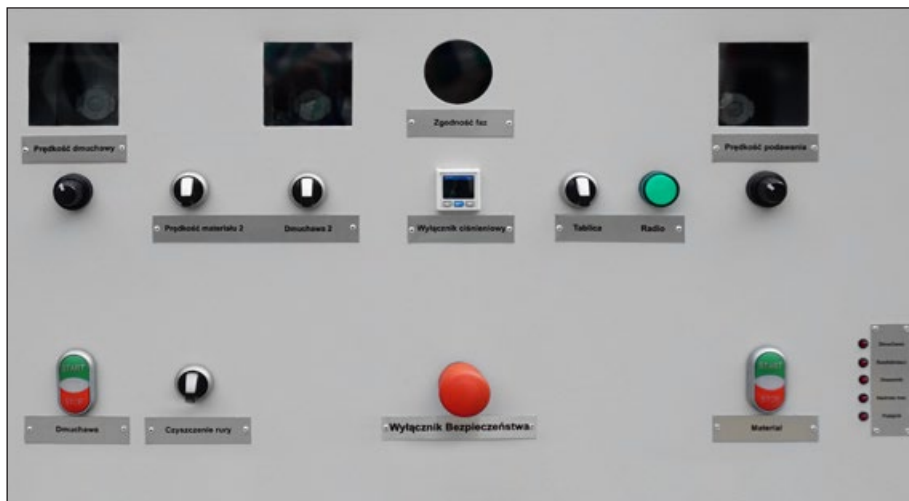 Zgodność faz
Prędkość dmuchawy
Prędkość podawania
Prędkość materiału 2
Dmuchawa 2
Wyłącznik ciśnieniowy
Tablica
Radio
START
STOP
START
STOP
Dmuchawa
Czyszczenie rury
Wyłącznik Bezpieczeństwa
Materiał